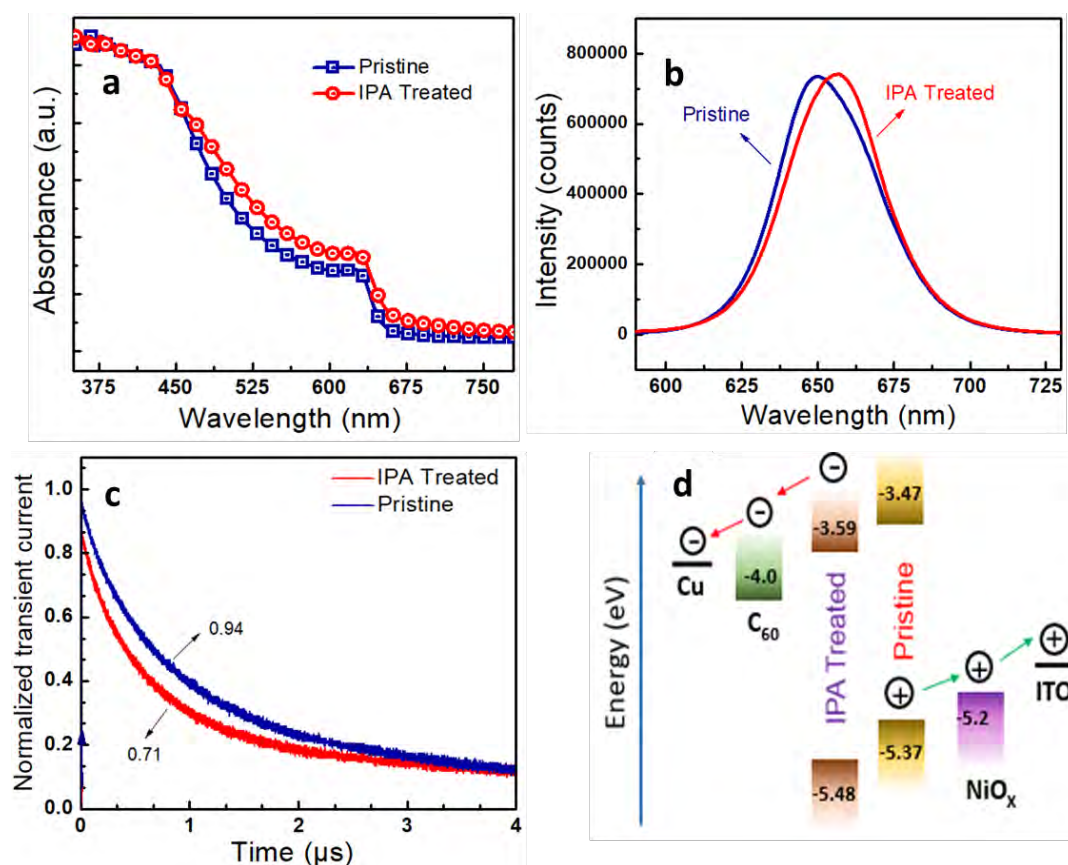 a
Pristine
IPA Treated
Absorbance (a.u.)
375 450 525 600 675 750
Wavelength (nm)
b
800000
600000
400000
200000
0
Pristine
IPA Treated
Intensity (counts)
600 625 650 675 700 725
Wavelength (nm)
c
IPA Treated
Pristine
Normalized transient current
1.0
0.8
0.6
0.4
0.2
0.0
0.94
0.71
0 1 2 3 4
Time (µs)
d
Energy (eV)
Cu
-4.0
C60
-3.59
IPA Treated
-5.48
-3.47
Pristine
-5.37
-5.2
NiOX
ITO